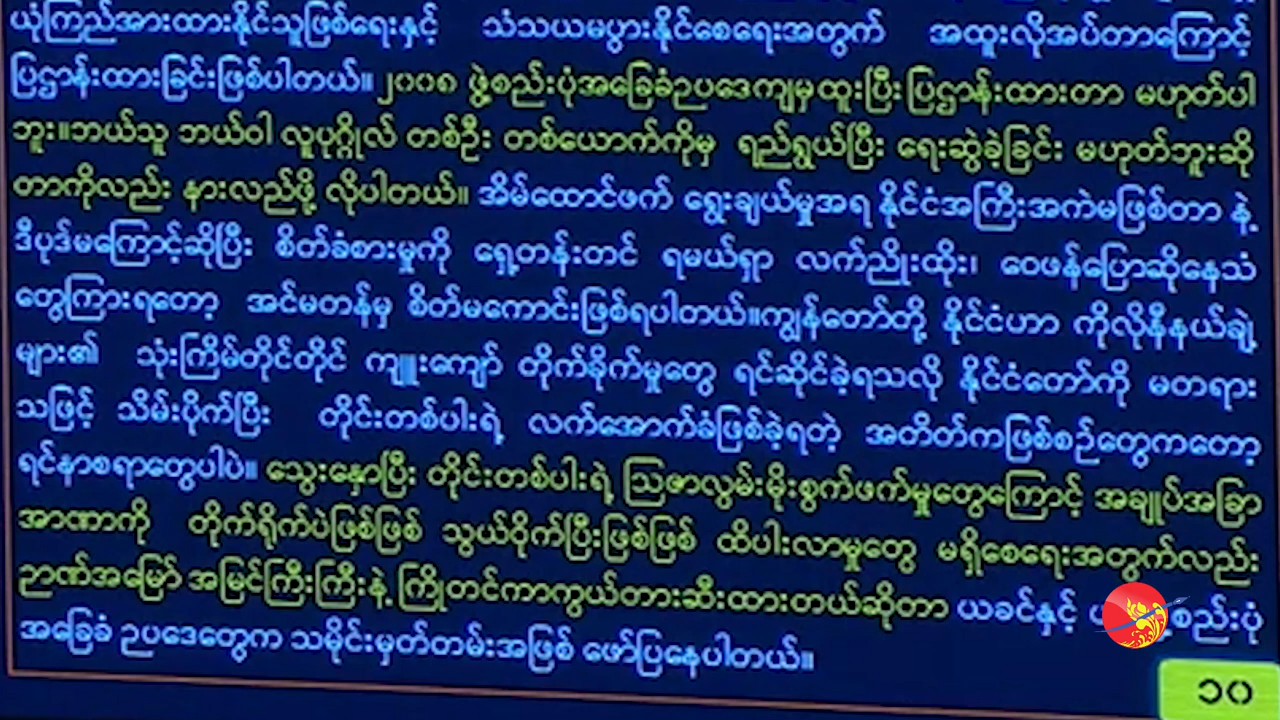 ယုံကြည်အားထားနိုင်သူဖြစ်ရေးနှင့် သံသယမပွားနိုင်စေရေးအတွက် အထူးလိုအပ်တာကြောင့်
ပြဋ္ဌာန်းထားခြင်းဖြစ်ပါတယ်။ ၂၀၀၈ ဖွဲ့စည်းပုံအခြေခံဥပဒေကျမှ ထူးပြီး ပြဋ္ဌာန်းထားတာ မဟုတ်ပါ
ဘူး။ဘယ်သူ ဘယ်ဝါ လူပုဂ္ဂိုလ် တစ်ဦး တစ်ယောက်ကိုမှ ရည်ရွယ်ပြီး ရေးဆွဲခဲ့ခြင်း မဟုတ်ဘူးဆို
တာကိုလည်း နားလည်ဖို့ လိုပါတယ်။ အိမ်ထောင်ဖက် ရွေးချယ်မှုအရ နိုင်ငံအကြီးအကဲမဖြစ်တာ နဲ့
ဒီပုဒ်မကြောင့်ဆိုပြီး စိတ်ခံစားမှုကို ရှေ့တန်းတင် ရမယ်ရှာ လက်ညှိုးထိုး၊ ဝေဖန်ပြောဆိုနေသံ
တွေကြားရတော့ အင်မတန်မှ စိတ်မကောင်းဖြစ်ရပါတယ်။ကျွန်တော်တို့ နိုင်ငံဟာ ကိုလိုနီနယ်ချဲ့
များ၏ သုံးကြိမ်တိုင်တိုင် ကျူးကျော် တိုက်ခိုက်မှုတွေ ရင်ဆိုင်ခဲ့ရသလို နိုင်ငံတော်ကို မတရား
သဖြင့် သိမ်းပိုက်ပြီး တိုင်းတစ်ပါးရဲ့ လက်အောက်ခံဖြစ်ခဲ့ရတဲ့ အတိတ်ကဖြစ်စဉ်တွေကတော့
ရင်နာစရာတွေပါပဲ။ သွေးနှောပြီး တိုင်းတစ်ပါးရဲ့ ဩဇာလွှမ်းမိုးစွက်ဖက်မှုတွေကြောင့် အချုပ်အခြာ
အာဏာကို တိုက်ရိုက်ပဲဖြစ်ဖြစ် သွယ်ဝိုက်ပြီးဖြစ်ဖြစ် ထိပါးလာမှုတွေ မရှိစေရေးအတွက်လည်း
ဉာဏ်အမြော် အမြင်ကြီးကြီးနဲ့ ကြိုတင်ကာကွယ်တားဆီးထားတယ်ဆိုတာ ယခင်နှင့်
အခြေခံ ဥပဒေတွေက သမိုင်းမှတ်တမ်းအဖြစ် ဖော်ပြနေပါတယ်။
၁၀